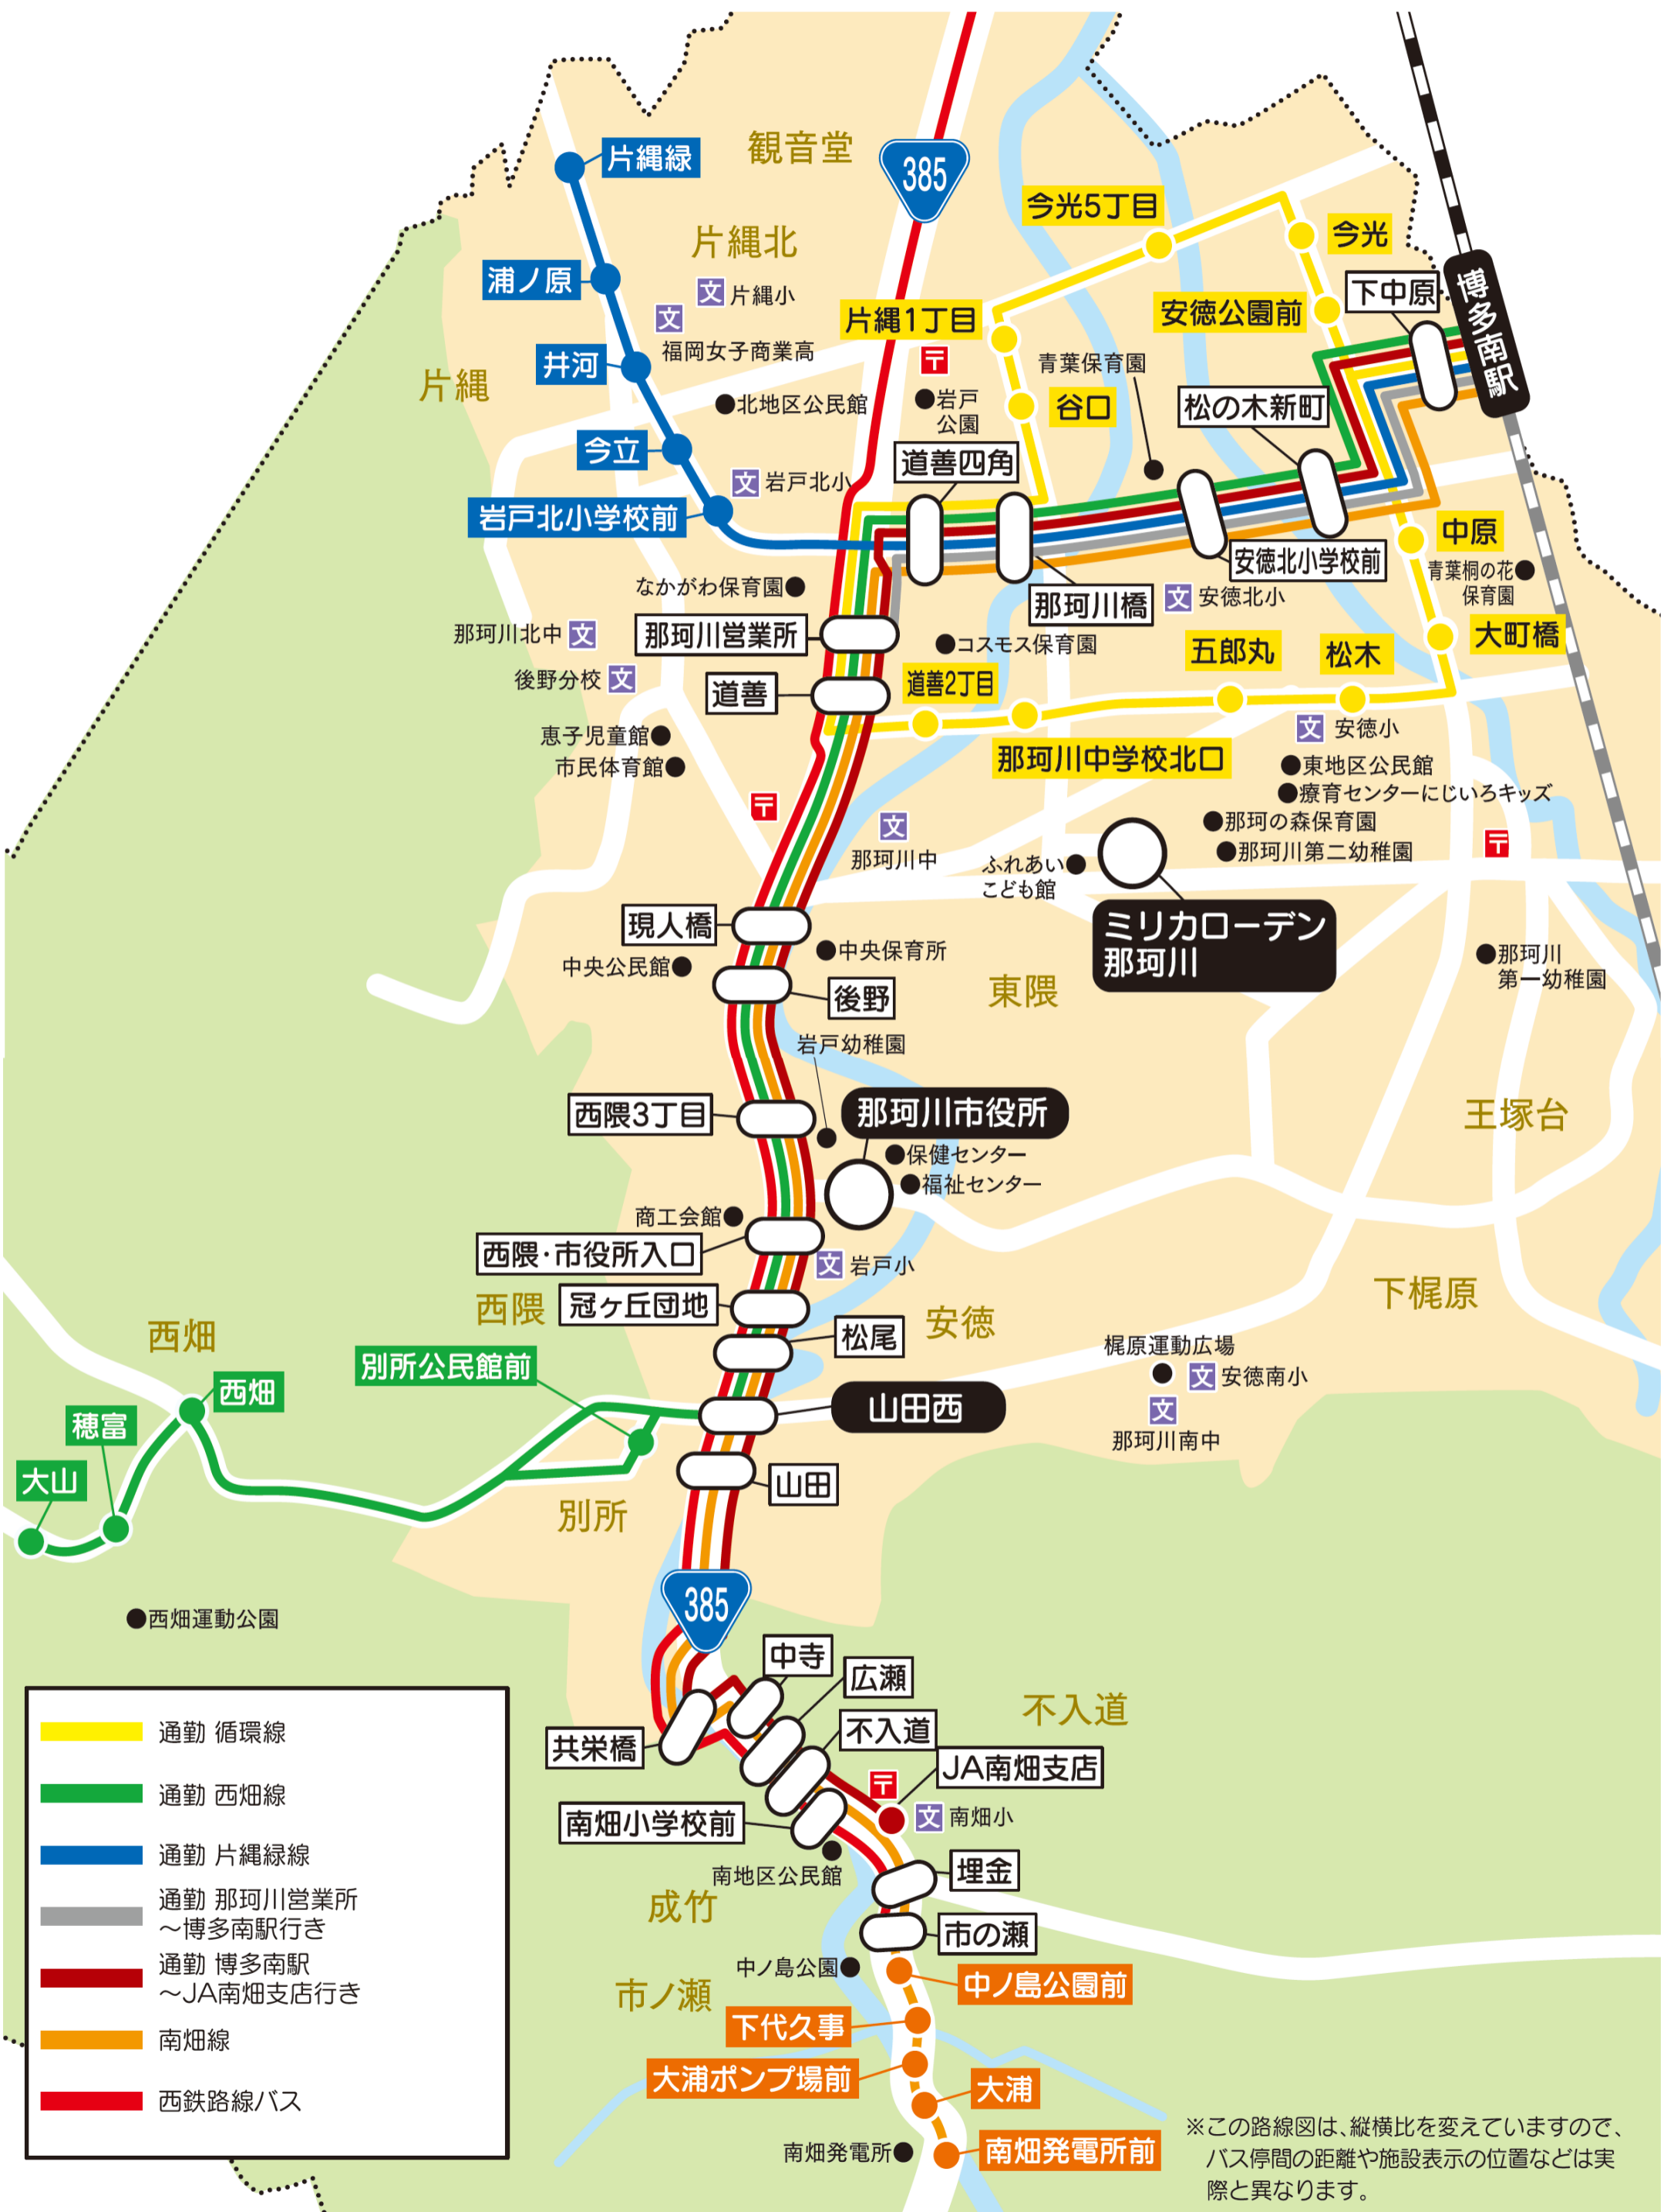 観音堂
385
片縄緑
片縄北
今光5丁目
今光
浦ノ原
文 片縄小
文
福岡女子商業高
片縄1丁目
安徳公園前
下中原
博多南駅
井河
片縄
青葉保育園
北地区公民館
岩戸
公園
谷口
松の木新町
今立
道善四角
文 岩戸北小
岩戸北小学校前
中原
安徳北小学校前
青葉桐の花
保育園
なかがわ保育園
那珂川橋
文 安徳北小
那珂川北中 文
那珂川営業所
コスモス保育園
五郎丸
松木
大町橋
後野分校 文
道善
道善2丁目
恵子児童館
市民体育館
那珂川中学校北口
文 安徳小
東地区公民館
療育センターにじいろキッズ
那珂の森保育園
那珂川第二幼稚園
文
那珂川中
ふれあい
こども館
ミリカローデン
那珂川
現人橋
中央保育所
中央公民館
後野
東隈
那珂川
第一幼稚園
岩戸幼稚園
西隈3丁目
那珂川市役所
王塚台
保健センター
福祉センター
商工会館
西隈・市役所入口
文 岩戸小
西隈
冠ヶ丘団地
安徳
下梶原
松尾
西畑
別所公民館前
梶原運動広場
文 安徳南小
文
那珂川南中
西畑
穂富
山田西
大山
山田
別所
385
西畑運動公園
中寺
広瀬
不入道
不入道
共栄橋
JA南畑支店
南畑小学校前
文 南畑小
南地区公民館
埋金
成竹
市の瀬
中ノ島公園
市ノ瀬
中ノ島公園前
下代久事
大浦ポンプ場前
大浦
南畑発電所
南畑発電所前
通勤 循環線
通勤 西畑線
通勤 片縄緑線
通勤 那珂川営業所
～博多南駅行き
通勤 博多南駅
～JA南畑支店行き
南畑線
西鉄路線バス
※この路線図は、縦横比を変えていますので、
バス停間の距離や施設表示の位置などは実
際と異なります。